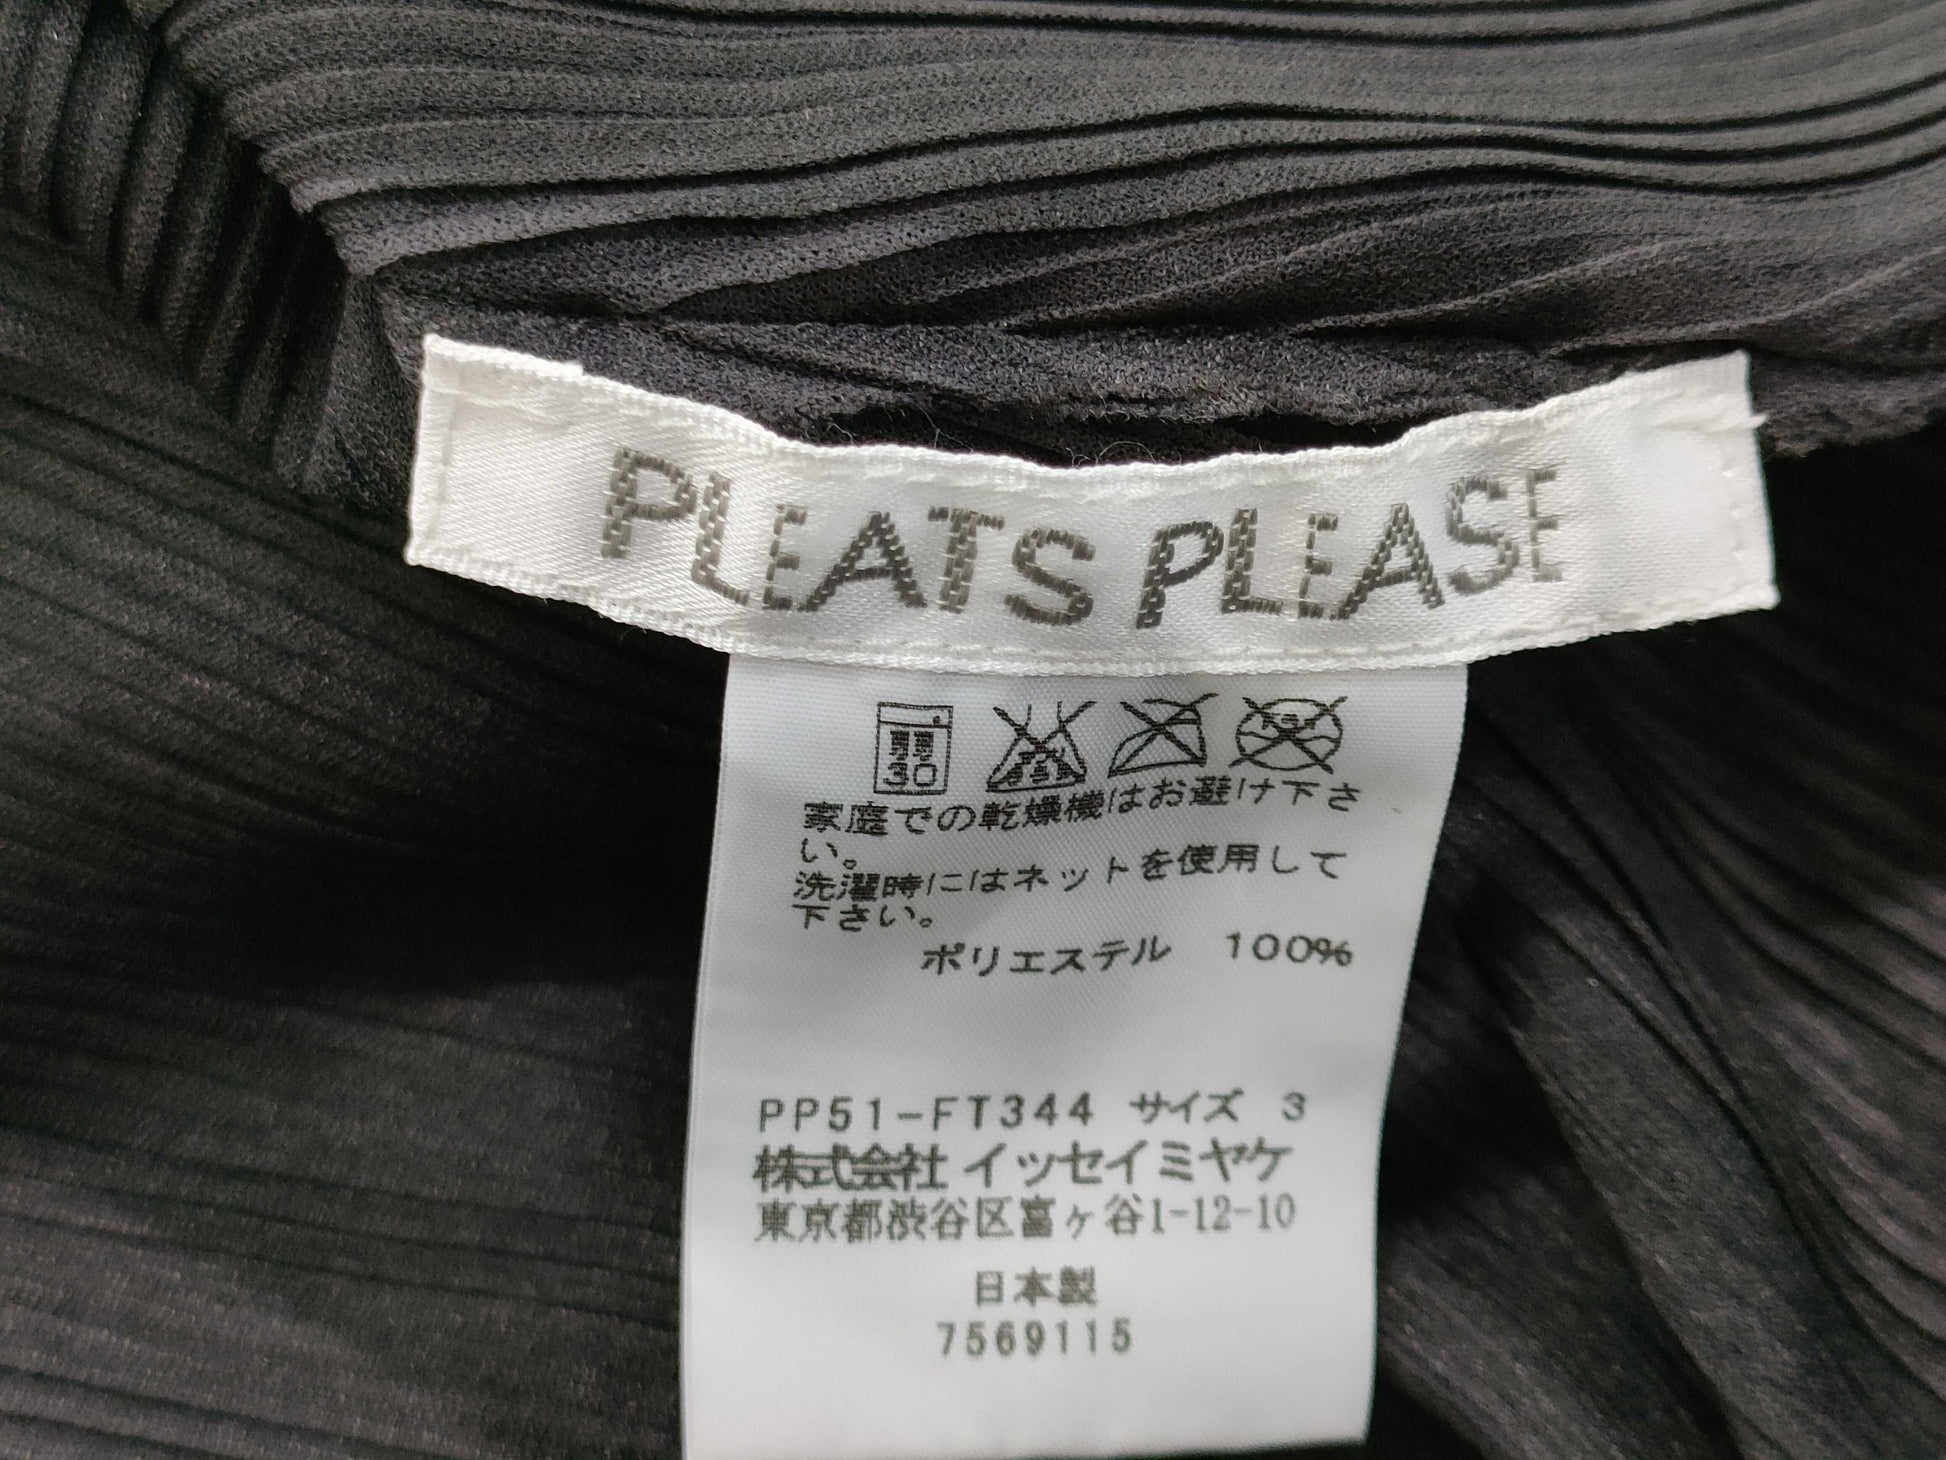 PLEATS PLEASE
弱
30
家庭での乾燥機はお避け下さ
い。
洗濯時にはネットを使用して
下さい。
ポリエステル 100%
PP51-FT344 サイズ 3
株式会社 イッセイミヤケ
東京都渋谷区富ヶ谷1-12-10
日本製
7569115